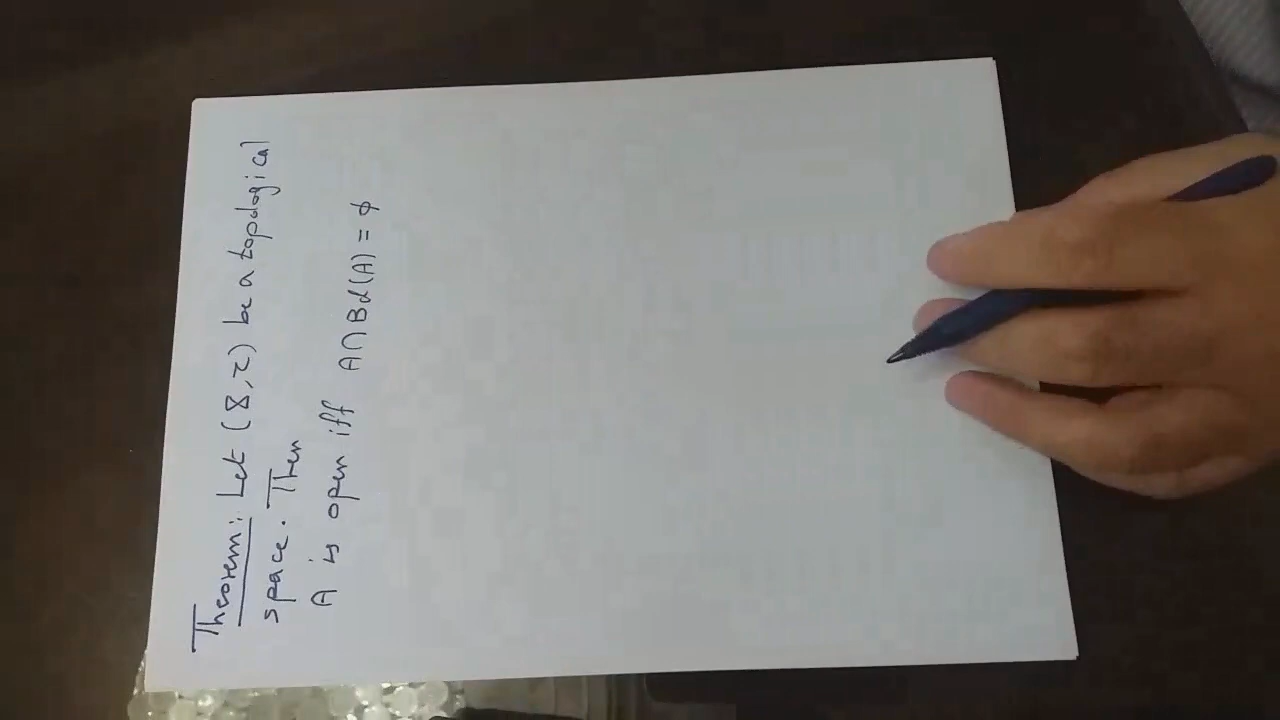 Theorem: Let (X, τ) be a topological
space. Then
A is open iff A∩Bd(A) = ϕ